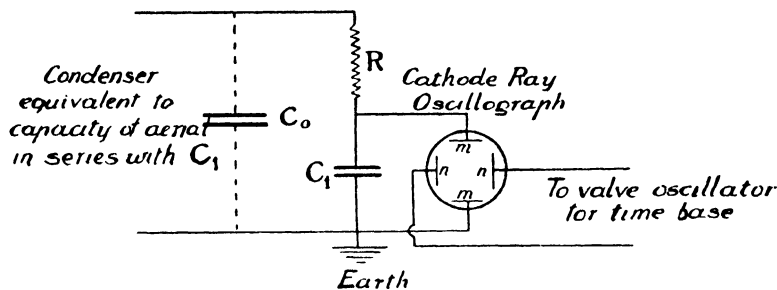 Condenser
equivalent to
capacity of aerial
in series with C₁
C₀
R
C₁
Cathode Ray
Oscillograph
m
n
n
m
To valve oscillator
for time base
Earth